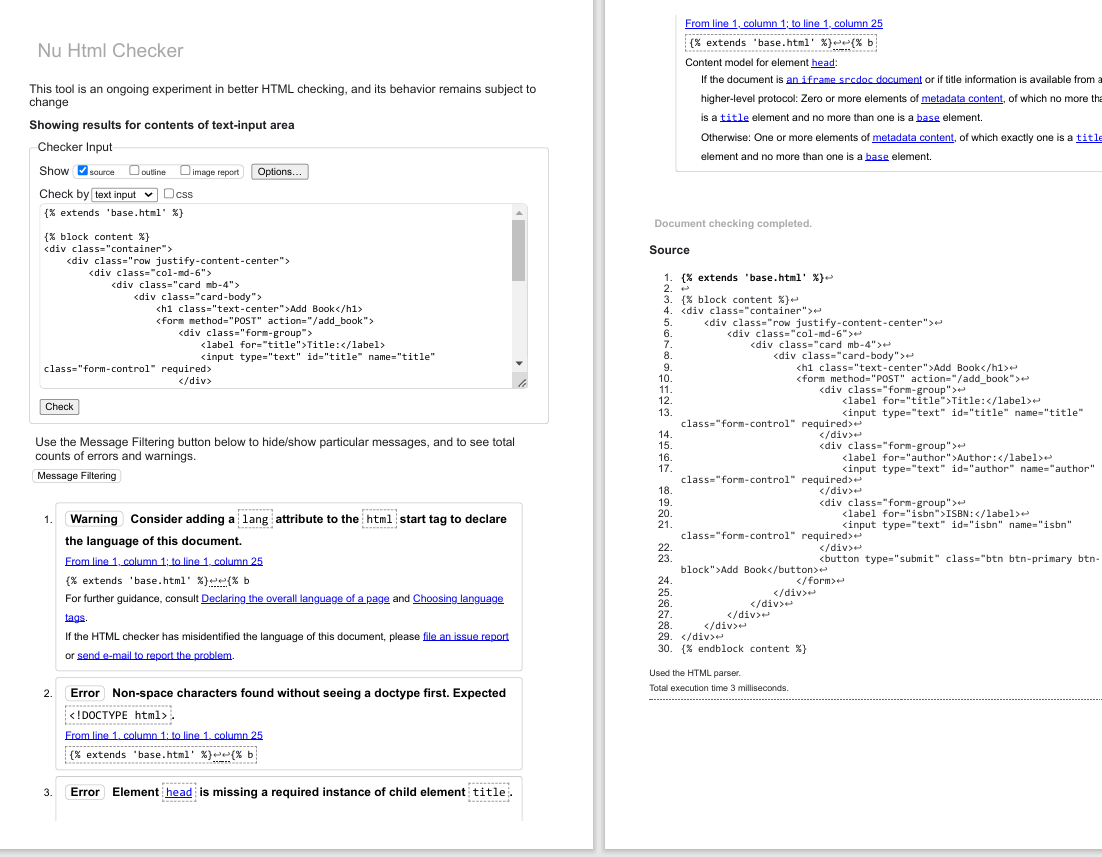 Nu Html Checker
This tool is an ongoing experiment in better HTML checking, and its behavior remains subject to
change
Showing results for contents of text-input area
Checker Input
Show source outline image report Options…
Check by text input css
{% extends 'base.html' %}
{% block content %}
<div class="container">
<div class="row justify-content-center">
<div class="col-md-6">
<div class="card mb-4">
<div class="card-body">
<h1 class="text-center">Add Book</h1>
<form method="POST" action="/add_book">
<div class="form-group">
<label for="title">Title:</label>
<input type="text" id="title" name="title"
class="form-control" required>
</div>
Check
Use the Message Filtering button below to hide/show particular messages, and to see total
counts of errors and warnings.
Message Filtering
1. Warning Consider adding a lang attribute to the html start tag to declare
the language of this document.
From line 1, column 1; to line 1, column 25
{% extends 'base.html' %}↩↩{% b
For further guidance, consult Declaring the overall language of a page and Choosing language
tags.
If the HTML checker has misidentified the language of this document, please file an issue report
or send e-mail to report the problem.
2. Error Non-space characters found without seeing a doctype first. Expected
<!DOCTYPE html>.
From line 1, column 1; to line 1, column 25
{% extends 'base.html' %}↩↩{% b
3. Error Element head is missing a required instance of child element title.
From line 1, column 1; to line 1, column 25
{% extends 'base.html' %}↩↩{% b
Content model for element head:
If the document is an iframe srcdoc document or if title information is available from a
higher-level protocol: Zero or more elements of metadata content, of which no more tha
is a title element and no more than one is a base element.
Otherwise: One or more elements of metadata content, of which exactly one is a title
element and no more than one is a base element.
Document checking completed.
Source
1. {% extends 'base.html' %}↩
2. ↩
3. {% block content %}↩
4. <div class="container">↩
5. <div class="row justify-content-center">↩
6. <div class="col-md-6">↩
7. <div class="card mb-4">↩
8. <div class="card-body">↩
9. <h1 class="text-center">Add Book</h1>↩
10. <form method="POST" action="/add_book">↩
11. <div class="form-group">↩
12. <label for="title">Title:</label>↩
13. <input type="text" id="title" name="title"
class="form-control" required>↩
14. </div>↩
15. <div class="form-group">↩
16. <label for="author">Author:</label>↩
17. <input type="text" id="author" name="author"
class="form-control" required>↩
18. </div>↩
19. <div class="form-group">↩
20. <label for="isbn">ISBN:</label>↩
21. <input type="text" id="isbn" name="isbn"
class="form-control" required>↩
22. </div>↩
23. <button type="submit" class="btn btn-primary btn-
block">Add Book</button>↩
24. </form>↩
25. </div>↩
26. </div>↩
27. </div>↩
28. </div>↩
29. </div>↩
30. {% endblock content %}
Used the HTML parser.
Total execution time 3 milliseconds.